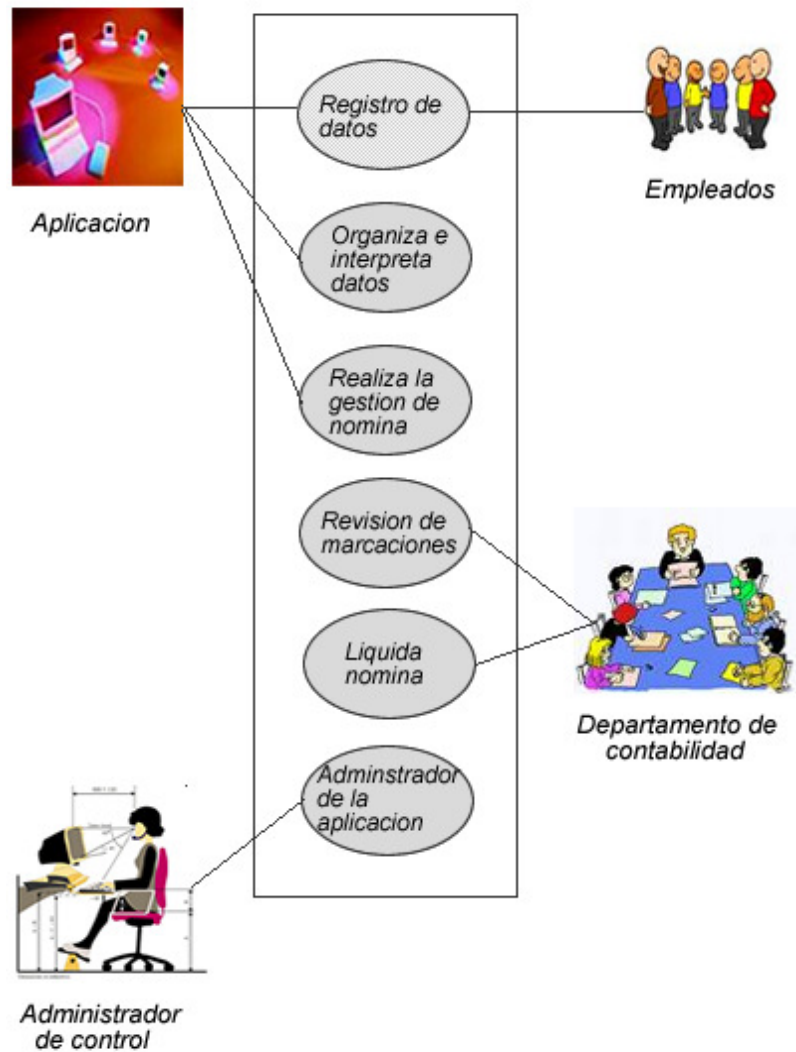 Registro de
datos
Aplicacion
Empleados
Organiza e
interpreta
datos
Realiza la
gestion de
nomina
Revision de
marcaciones
Liquida
nomina
Departamento de
contabilidad
Adminstrador
de la
aplicacion
Administrador
de control